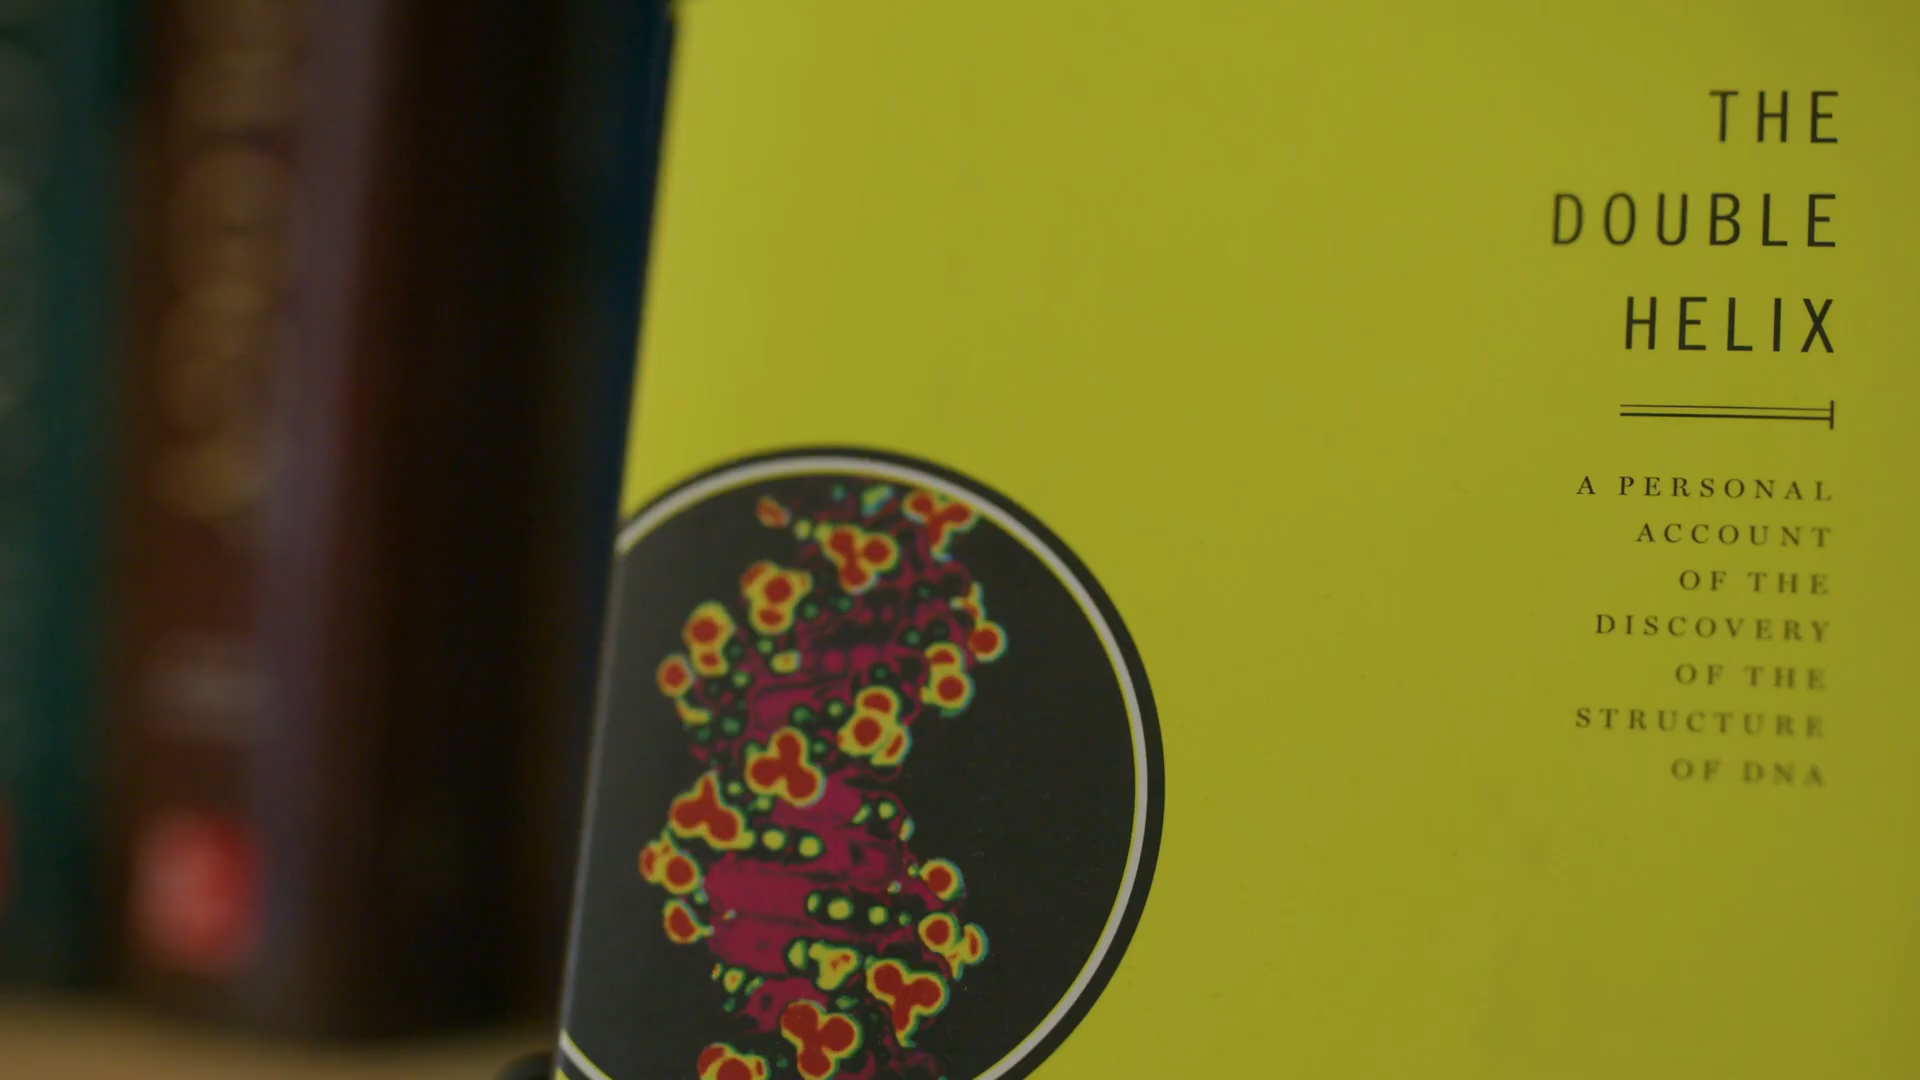 THE
DOUBLE
HELIX
A PERSONAL
ACCOUNT
OF THE
DISCOVERY
OF THE
STRUCTURE
OF DNA